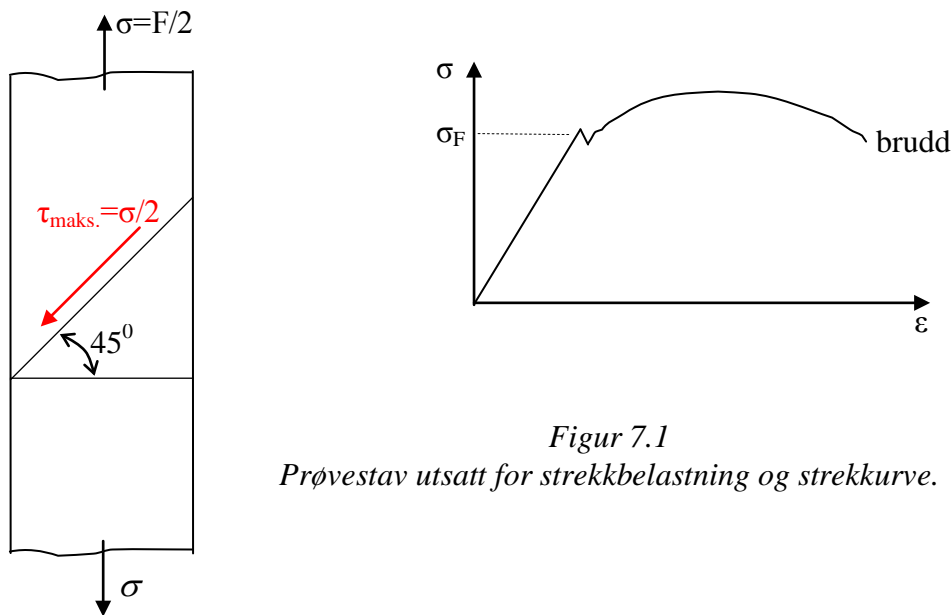 σ=F/2
τmaks.=σ/2
45⁰
σ
σ
σF
brudd
ε
Figur 7.1
Prøvestav utsatt for strekkbelastning og strekkurve.